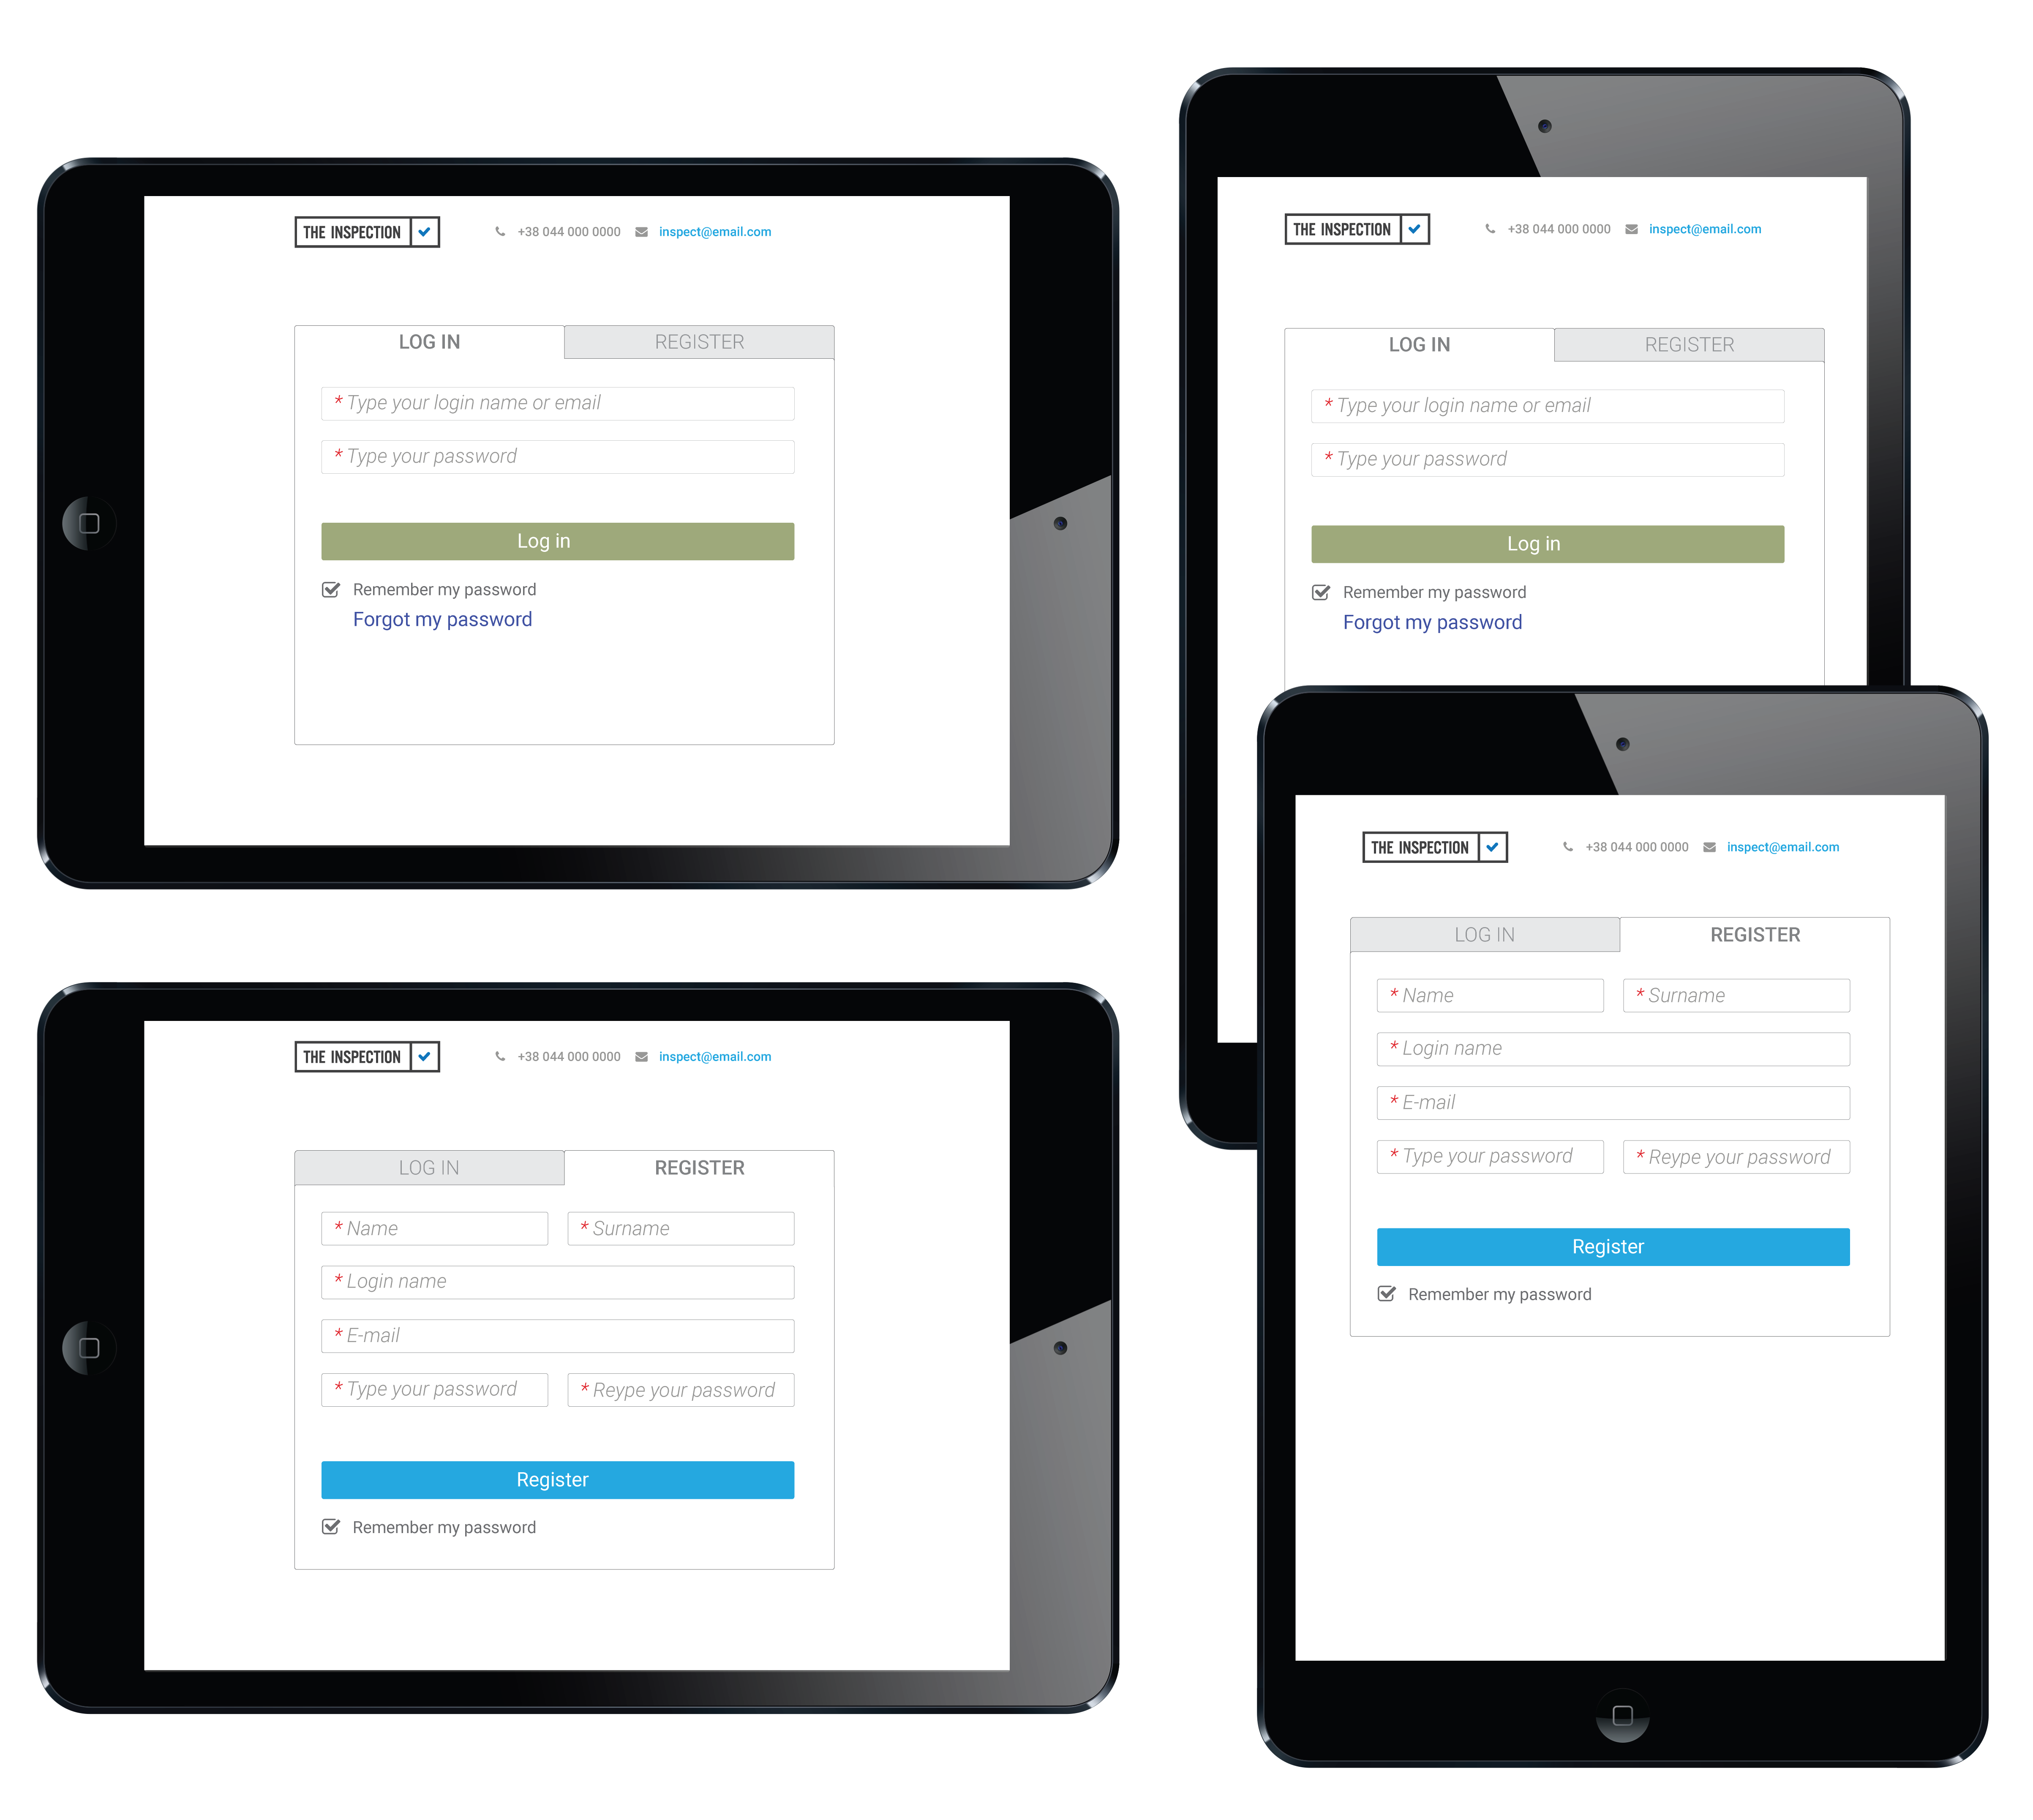 THE INSPECTION +38 044 000 0000 inspect@email.com
LOG IN REGISTER
* Type your login name or email
* Type your password
Log in
Remember my password
Forgot my password
THE INSPECTION +38 044 000 0000 inspect@email.com
LOG IN REGISTER
* Type your login name or email
* Type your password
Log in
Remember my password
Forgot my password
THE INSPECTION +38 044 000 0000 inspect@email.com
LOG IN REGISTER
* Name * Surname
* Login name
* E-mail
* Type your password * Reype your password
Register
Remember my password
THE INSPECTION +38 044 000 0000 inspect@email.com
LOG IN REGISTER
* Name * Surname
* Login name
* E-mail
* Type your password * Reype your password
Register
Remember my password